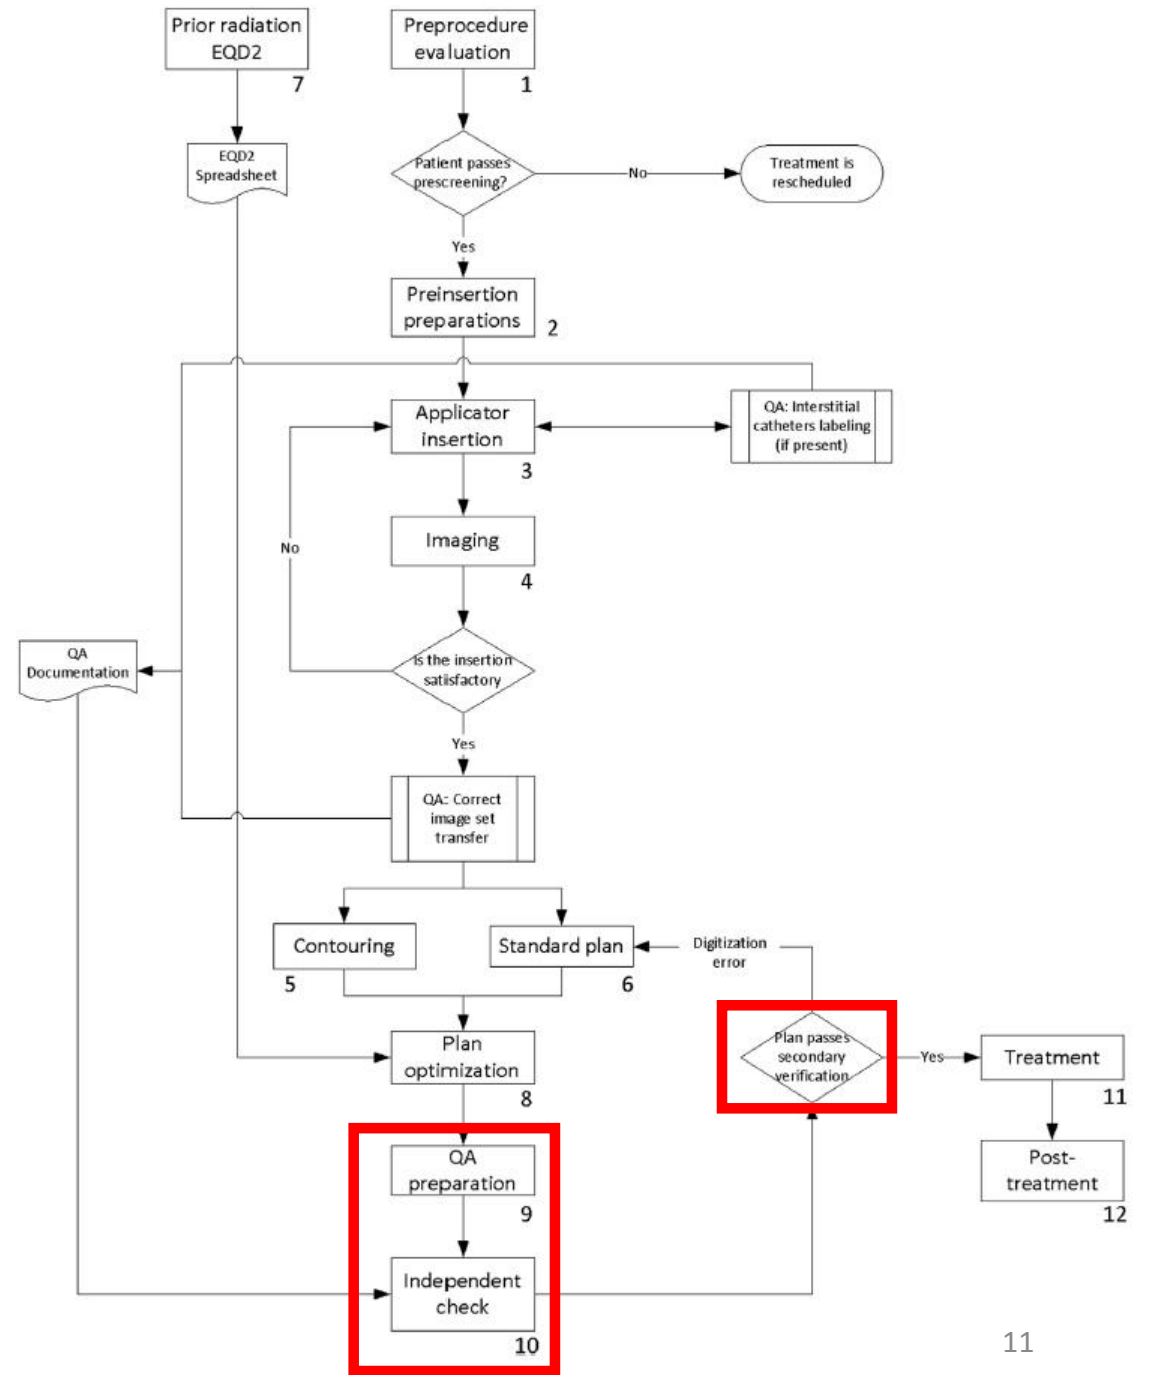 Prior radiation
EQD2
7
Preprocedure
evaluation
1
EQD2
Spreadsheet
Patient passes
prescreening?
No
Treatment is
rescheduled
Yes
Preinsertion
preparations
2
Applicator
insertion
3
QA: Interstitial
catheters labeling
(if present)
Imaging
4
No
QA
Documentation
Is the insertion
satisfactory
Yes
QA: Correct
image set
transfer
Contouring
5
Standard plan
6
Digitization
error
Plan
optimization
8
Plan passes
secondary
verification
Yes
Treatment
11
QA
preparation
9
Post-
treatment
12
Independent
check
10
11